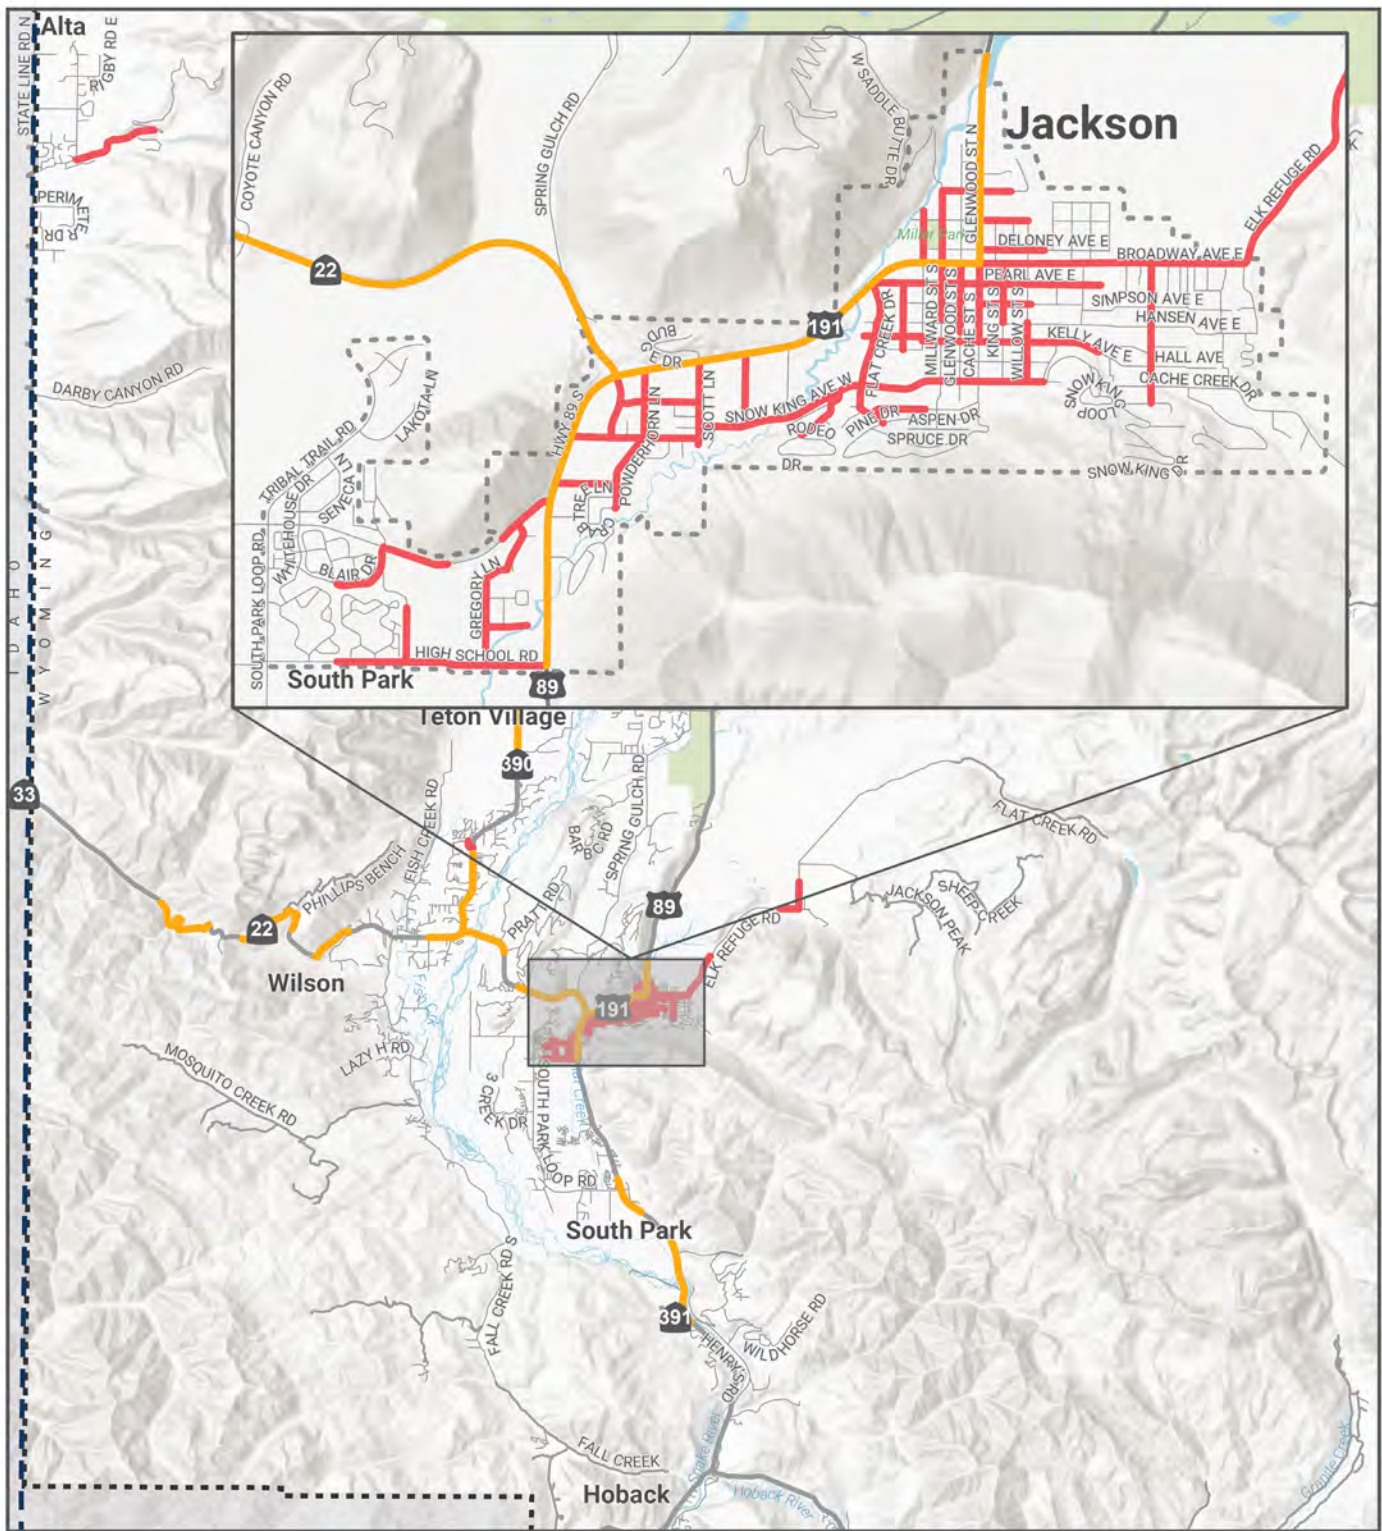 Alta
STATE LINE RD N
RIGBY RD E
PERIMETER DR
COYOTE CANYON RD
SPRING GULCH RD
W SADDLE BUTTE DR
Jackson
GLENWOOD ST N
ELK REFUGE RD
K
Miller Park
DELONEY AVE E
BROADWAY AVE E
22
PEARL AVE E
SIMPSON AVE E
HANSEN AVE E
191
BUDGE DR
MILLWARD ST S
GLENWOOD ST S
CACHE ST S
KING ST S
WILLOW ST S
KELLY AVE E
HALL AVE
CACHE CREEK DR
FLAT CREEK DR
DARBY CANYON RD
LAKOTA LN
HWY 89 S
POWDERHORN LN
SCOTT LN
SNOW KING AVE W
RODEO DR
PINE DR
ASPEN DR
SPRUCE DR
SNOW KING LOOP
SNOW KING DR
TRIBAL TRAIL RD
WHITEHOUSE DR
SENECA LN
CRABTREE LN
BLAIR DR
GREGORY LN
SOUTH PARK LOOP RD
HIGH SCHOOL RD
South Park
89
IDAHO
WYOMING
Teton Village
390
33
FISH CREEK RD
SPRING GULCH RD
BAR BC RD
FLAT CREEK RD
PHILLIPS BENCH
PRATT RD
89
22
JACKSON PEAK
SHEEP CREEK
ELK REFUGE RD
Wilson
Fish Crk
191
LAZY H RD
MOSQUITO CREEK RD
3 CREEK DR
SOUTH PARK LOOP RD
Flat Creek
South Park
FALL CREEK RD S
391
HENRY'S RD
WILDHORSE RD
FALL CREEK
Snake River
Hoback
Hoback River
Granite Creek